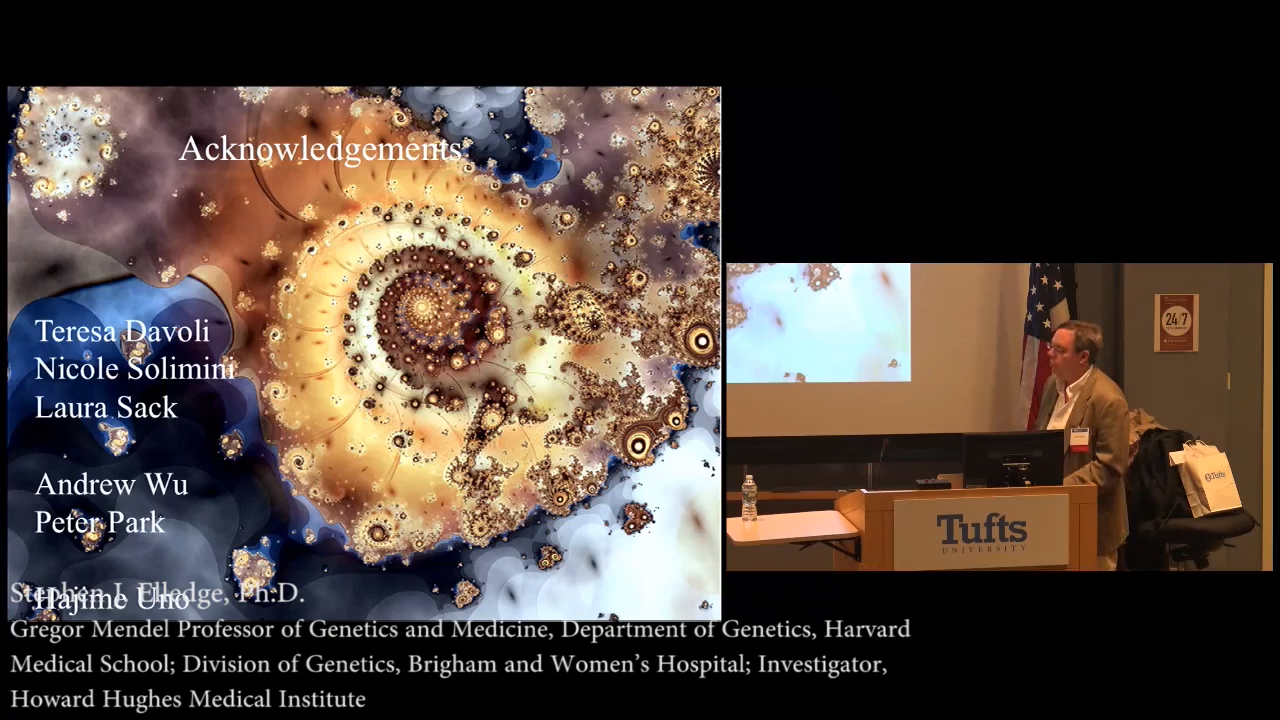 Acknowledgements
Teresa Davoli
Nicole Solimini
Laura Sack
Andrew Wu
Peter Park
Hajime Uno
Stephen J. Elledge, Ph.D.
Gregor Mendel Professor of Genetics and Medicine, Department of Genetics, Harvard
Medical School; Division of Genetics, Brigham and Women's Hospital; Investigator,
Howard Hughes Medical Institute
24/7
Tufts
Tufts
UNIVERSITY